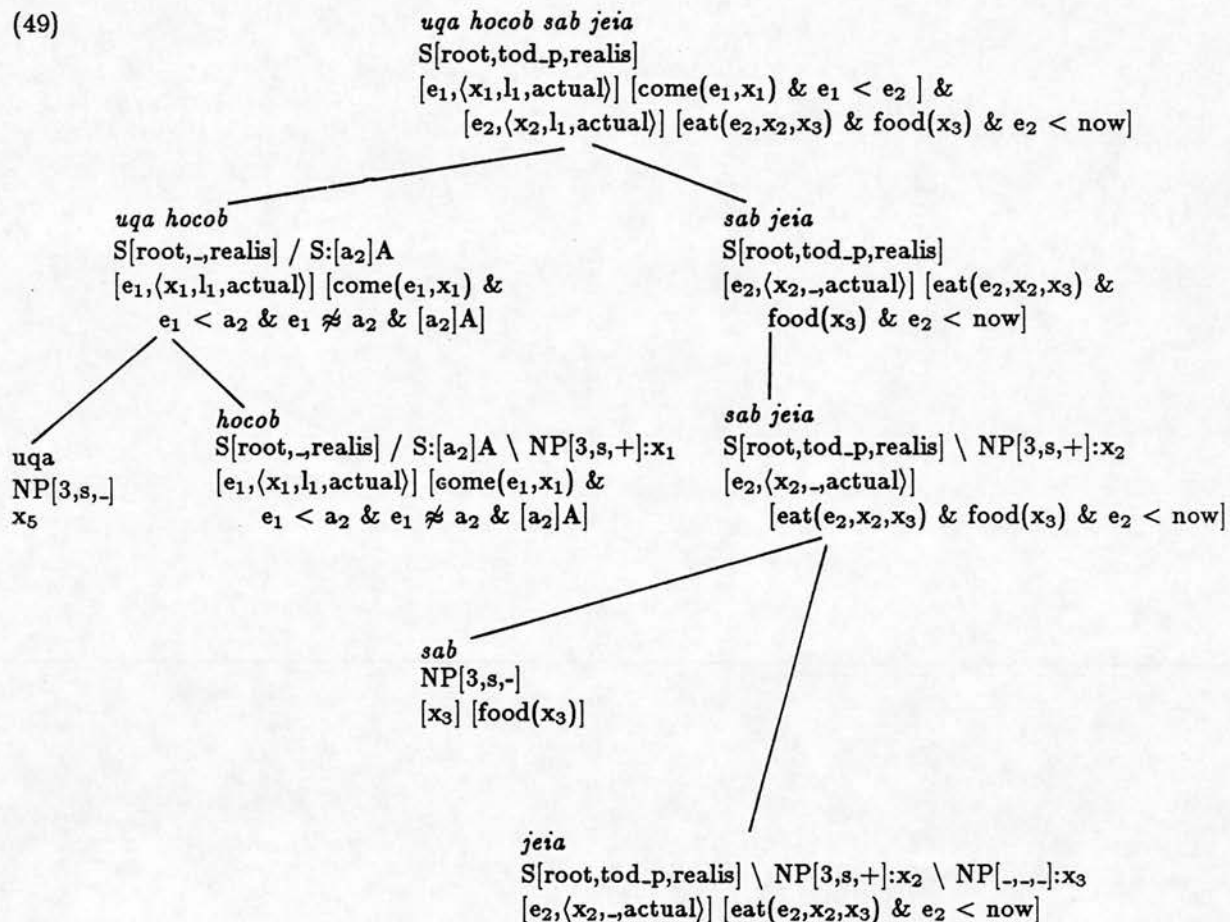 (49)
uqa hocob sab jeia
S[root,tod_p,realis]
[e₁,⟨x₁,l₁,actual⟩] [come(e₁,x₁) & e₁ < e₂ ] &
[e₂,⟨x₂,l₁,actual⟩] [eat(e₂,x₂,x₃) & food(x₃) & e₂ < now]
uqa hocob
S[root,_,realis] / S:[a₂]A
[e₁,⟨x₁,l₁,actual⟩] [come(e₁,x₁) &
e₁ < a₂ & e₁ ≉ a₂ & [a₂]A]
sab jeia
S[root,tod_p,realis]
[e₂,⟨x₂,_,actual⟩] [eat(e₂,x₂,x₃) &
food(x₃) & e₂ < now]
uqa
NP[3,s,_]
x₅
hocob
S[root,_,realis] / S:[a₂]A \ NP[3,s,+]:x₁
[e₁,⟨x₁,l₁,actual⟩] [come(e₁,x₁) &
e₁ < a₂ & e₁ ≉ a₂ & [a₂]A]
sab jeia
S[root,tod_p,realis] \ NP[3,s,+]:x₂
[e₂,⟨x₂,_,actual⟩]
[eat(e₂,x₂,x₃) & food(x₃) & e₂ < now]
sab
NP[3,s,-]
[x₃] [food(x₃)]
jeia
S[root,tod_p,realis] \ NP[3,s,+]:x₂ \ NP[_,_,_]:x₃
[e₂,⟨x₂,_,actual⟩] [eat(e₂,x₂,x₃) & e₂ < now]